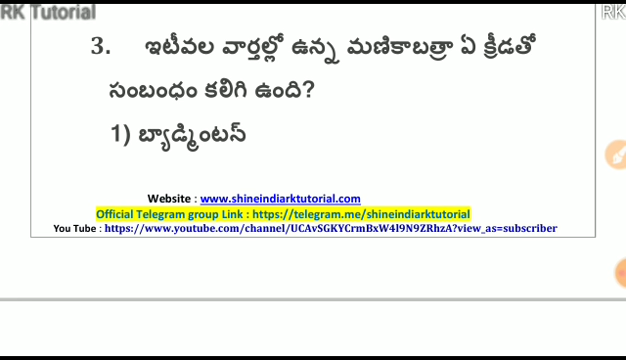 RK Tutorial
RK
3. ఇటీవల వార్తల్లో ఉన్న మణికాబత్రా ఏ క్రీడతో
సంబంధం కలిగి ఉంది?
1) బ్యాడ్మింటన్
Website : www.shineindiarktutorial.com
Official Telegram group Link : https://telegram.me/shineindiarktutorial
You Tube : https://www.youtube.com/channel/UCAvSGKYCrmBxW4l9N9ZRhzA?view_as=subscriber